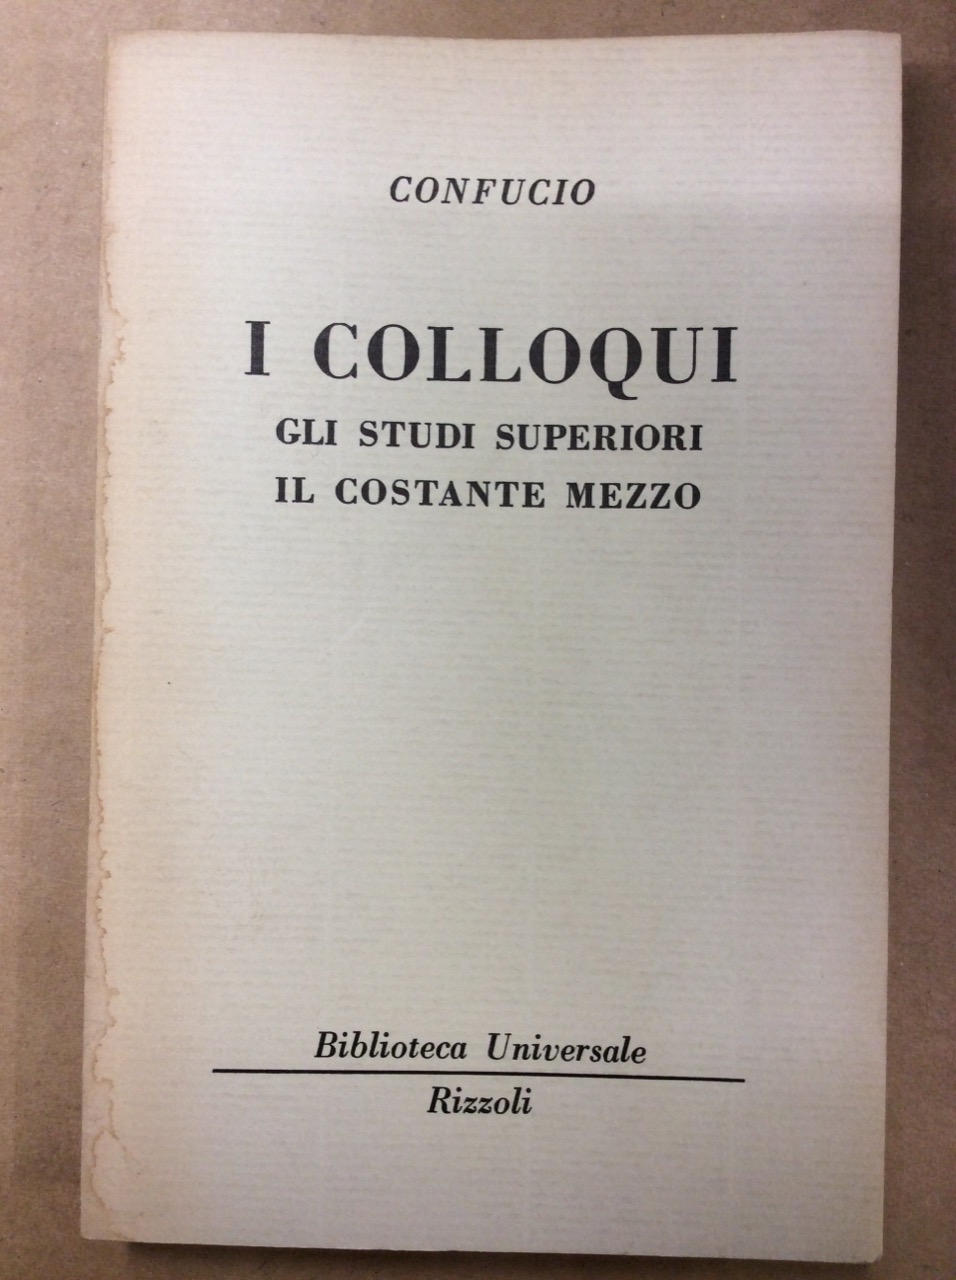 CONFUCIO
I COLLOQUI
GLI STUDI SUPERIORI
IL COSTANTE MEZZO
Biblioteca Universale
Rizzoli